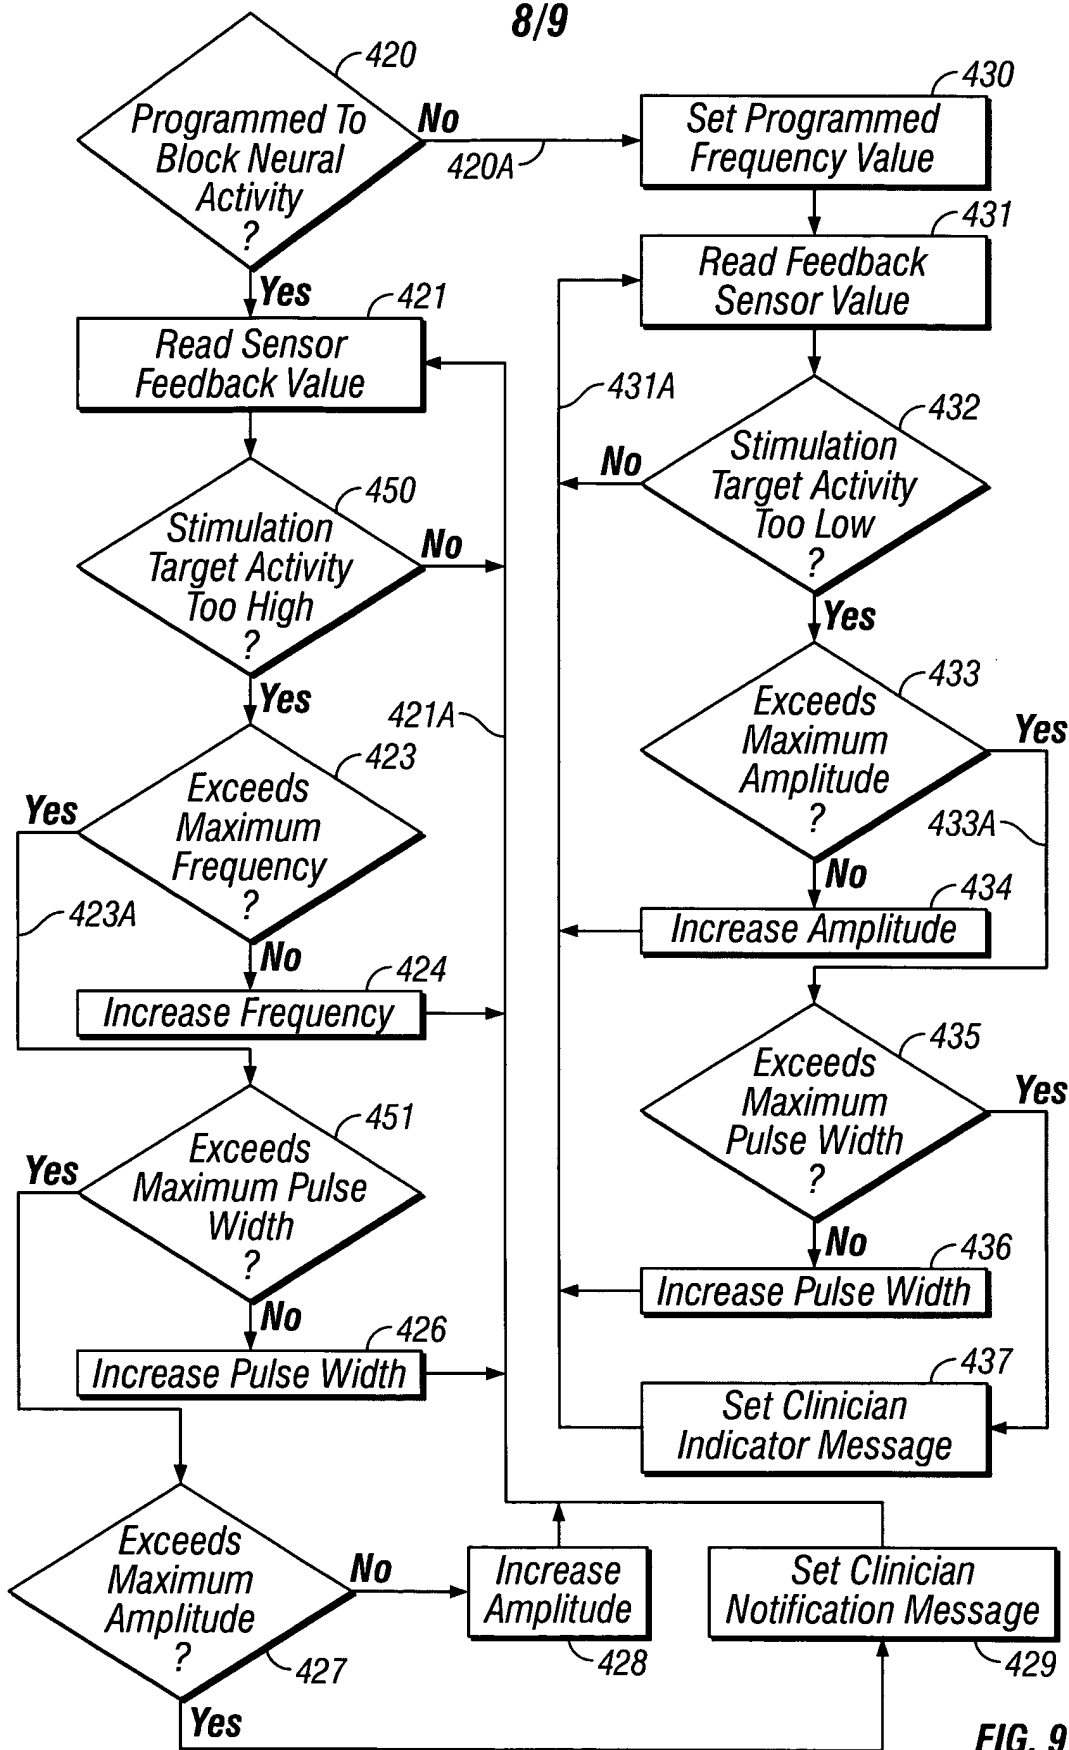 8/9
420
Programmed To
Block Neural
Activity
?
No
420A
Yes
430
Set Programmed
Frequency Value
431
Read Feedback
Sensor Value
421
Read Sensor
Feedback Value
431A
432
Stimulation
Target Activity
Too Low
?
No
Yes
450
Stimulation
Target Activity
Too High
?
No
Yes
421A
433
Exceeds
Maximum
Amplitude
?
Yes
433A
No
423
Exceeds
Maximum
Frequency
?
Yes
423A
No
434
Increase Amplitude
424
Increase Frequency
435
Exceeds
Maximum
Pulse Width
?
Yes
No
451
Exceeds
Maximum Pulse
Width
?
Yes
No
436
Increase Pulse Width
426
Increase Pulse Width
437
Set Clinician
Indicator Message
Exceeds
Maximum
Amplitude
?
427
No
Yes
Increase
Amplitude
428
Set Clinician
Notification Message
429
FIG. 9